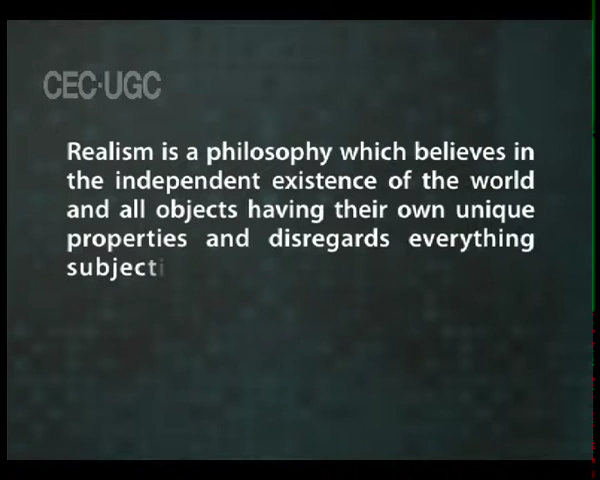 CEC-UGC
Realism is a philosophy which believes in
the independent existence of the world
and all objects having their own unique
properties and disregards everything
subjecti